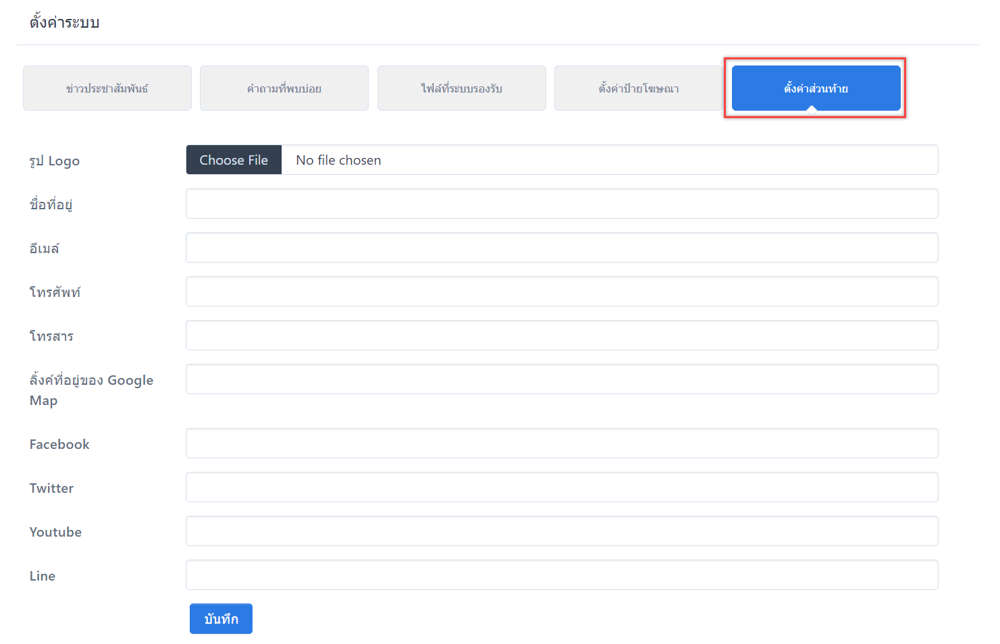 ตั้งค่าระบบ
ข่าวประชาสัมพันธ์
คำถามที่พบบ่อย
ไฟล์ที่ระบบรองรับ
ตั้งค่าป้ายโฆษณา
ตั้งค่าส่วนท้าย
รูป Logo
Choose File No file chosen
ชื่อที่อยู่
อีเมล์
โทรศัพท์
โทรสาร
ลิ้งค์ที่อยู่ของ Google
Map
Facebook
Twitter
Youtube
Line
บันทึก